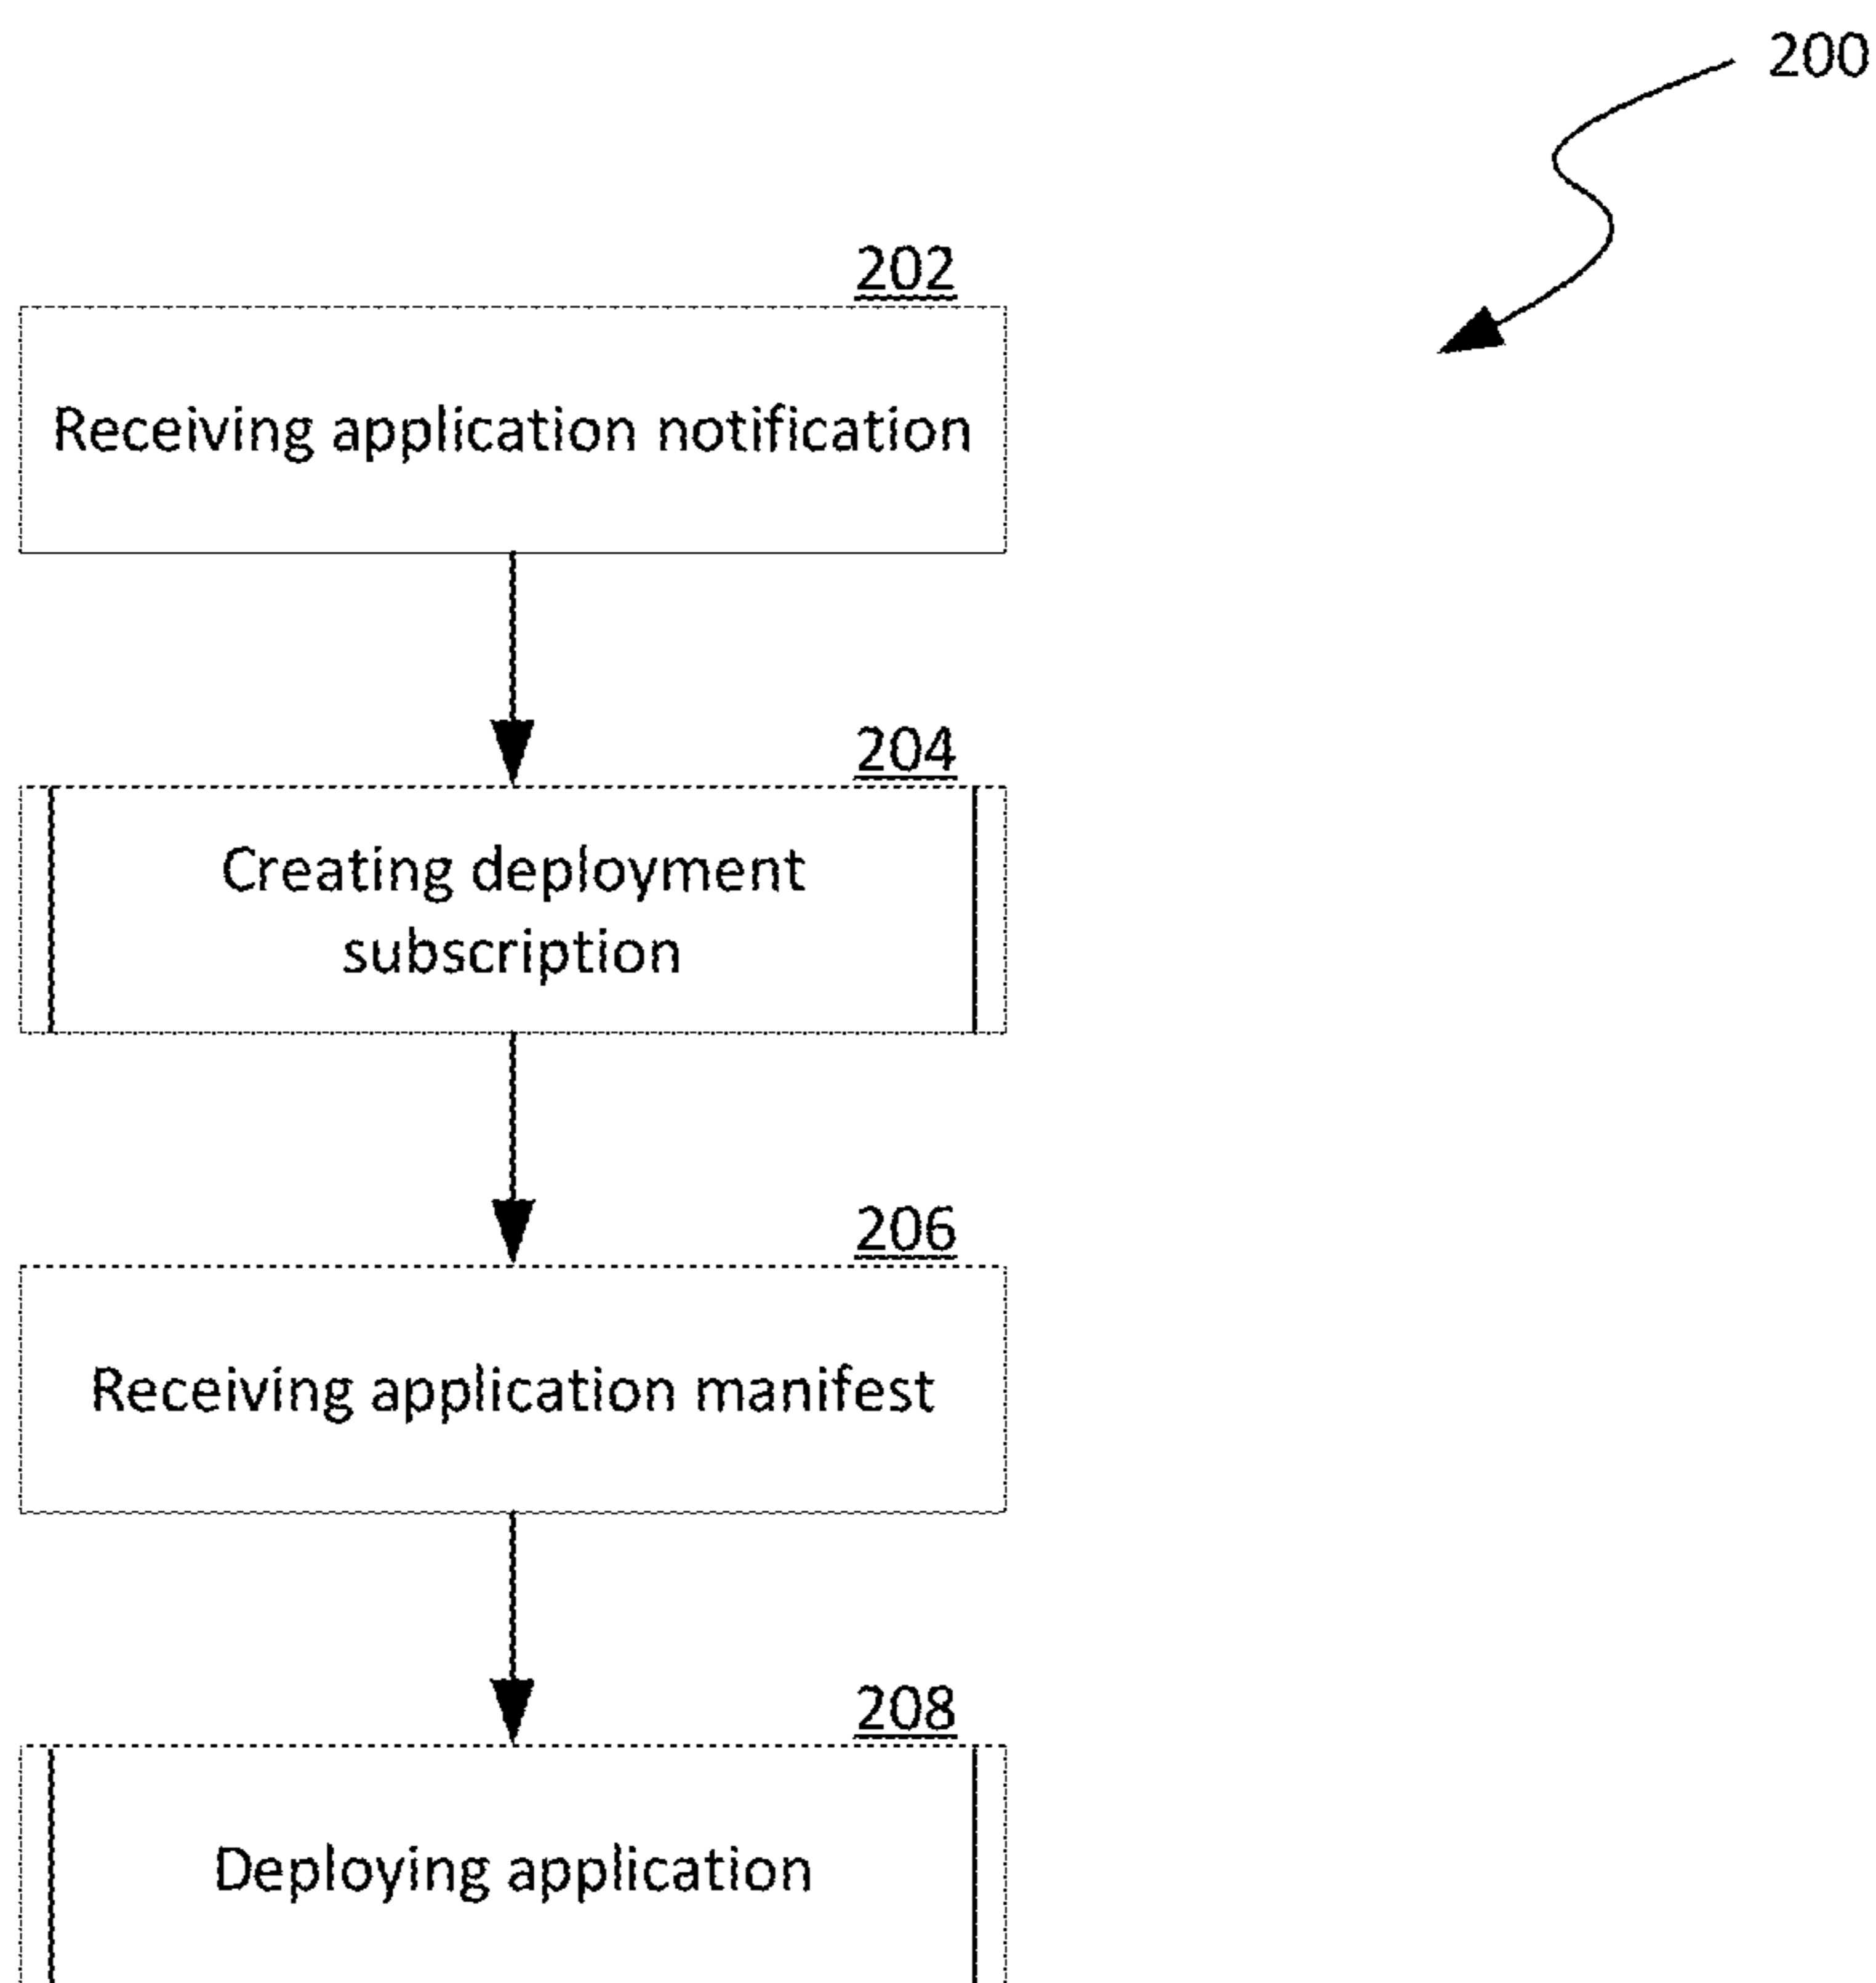 200
202
Receiving application notification
204
Creating deployment
subscription
206
Receiving application manifest
208
Deploying application